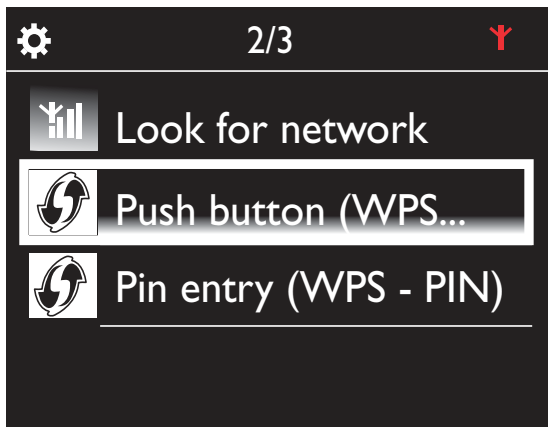 2/3
Look for network
Push button (WPS...
Pin entry (WPS - PIN)